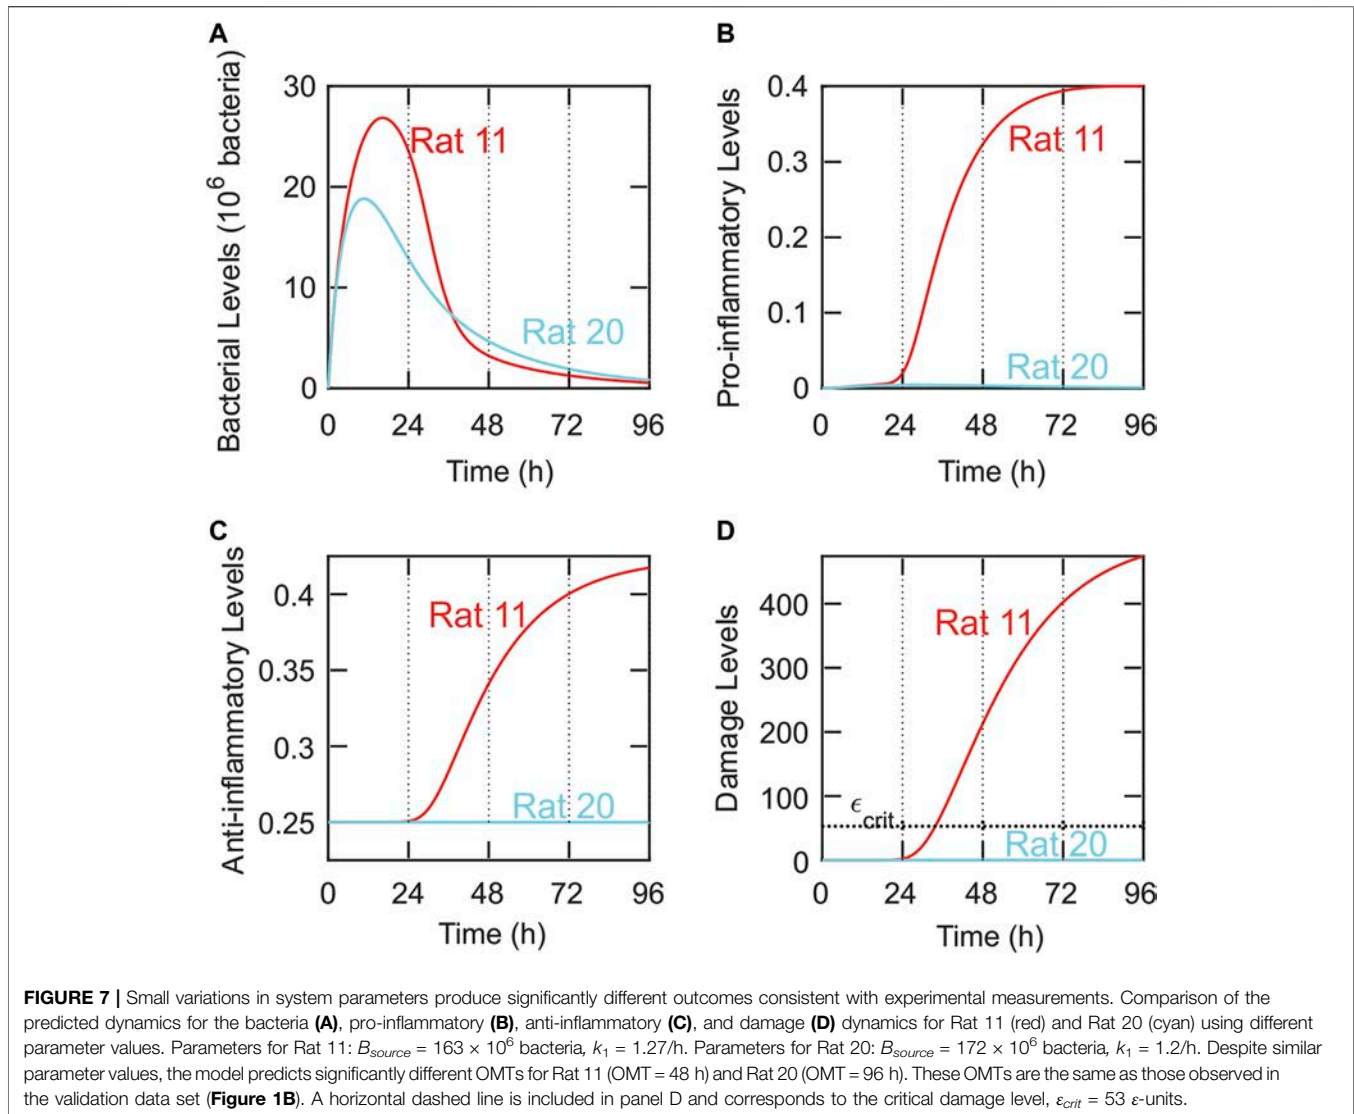 A
Bacterial Levels (10⁶ bacteria)
30
20
10
0
Rat 11
Rat 20
0 24 48 72 96
Time (h)
B
Pro-inflammatory Levels
0.4
0.3
0.2
0.1
0
Rat 11
Rat 20
0 24 48 72 96
Time (h)
C
Anti-inflammatory Levels
0.4
0.35
0.3
0.25
Rat 11
Rat 20
0 24 48 72 96
Time (h)
D
Damage Levels
400
300
200
100
0
Rat 11
ϵcrit
Rat 20
0 24 48 72 96
Time (h)
FIGURE 7 | Small variations in system parameters produce significantly different outcomes consistent with experimental measurements. Comparison of the
predicted dynamics for the bacteria (A), pro-inflammatory (B), anti-inflammatory (C), and damage (D) dynamics for Rat 11 (red) and Rat 20 (cyan) using different
parameter values. Parameters for Rat 11: Bsource = 163 × 10⁶ bacteria, k₁ = 1.27/h. Parameters for Rat 20: Bsource = 172 × 10⁶ bacteria, k₁ = 1.2/h. Despite similar
parameter values, the model predicts significantly different OMTs for Rat 11 (OMT = 48 h) and Rat 20 (OMT = 96 h). These OMTs are the same as those observed in
the validation data set (Figure 1B). A horizontal dashed line is included in panel D and corresponds to the critical damage level, εcrit = 53 ε-units.